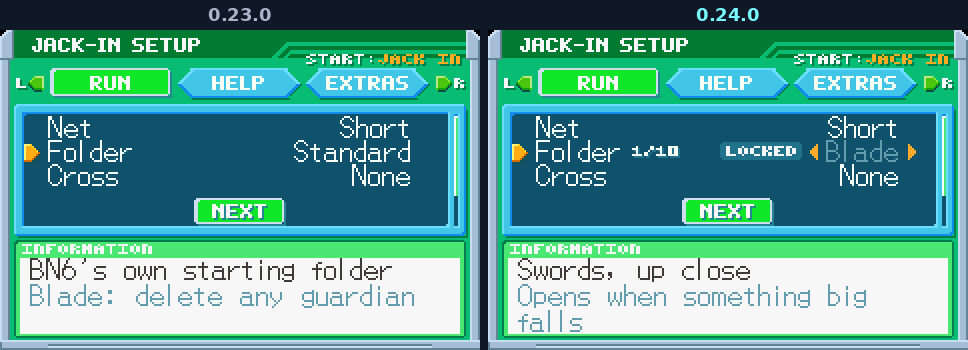 0.23.0
JACK-IN SETUP
START:JACK IN
L RUN HELP EXTRAS R
Net Short
Folder Standard
Cross None
NEXT
INFORMATION
BN6's own starting folder
Blade: delete any guardian
0.24.0
JACK-IN SETUP
START:JACK IN
L RUN HELP EXTRAS R
Net Short
Folder 1/10 LOCKED Blade
Cross None
NEXT
INFORMATION
Swords, up close
Opens when something big
falls